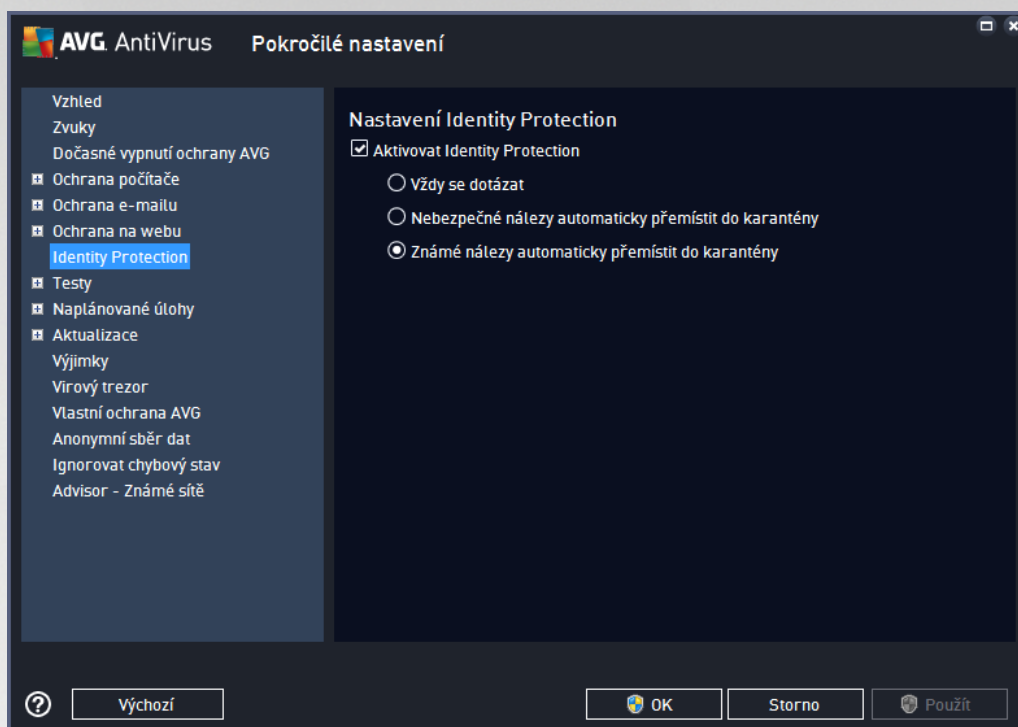 AVG. AntiVirus Pokročilé nastavení
Vzhled
Zvuky
Dočasné vypnutí ochrany AVG
Ochrana počítače
Ochrana e-mailu
Ochrana na webu
Identity Protection
Testy
Naplánované úlohy
Aktualizace
Výjimky
Virový trezor
Vlastní ochrana AVG
Anonymní sběr dat
Ignorovat chybový stav
Advisor - Známé sítě
Nastavení Identity Protection
Aktivovat Identity Protection
Vždy se dotázat
Nebezpečné nálezy automaticky přemístit do karantény
Známé nálezy automaticky přemístit do karantény
Výchozí
OK
Storno
Použít